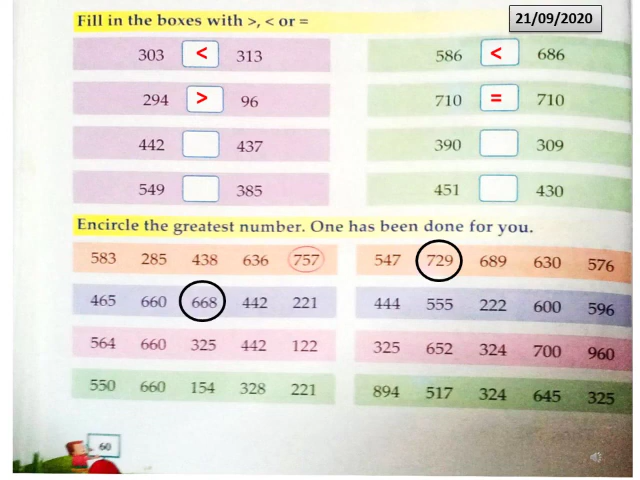 Fill in the boxes with >, < or =
21/09/2020
303 < 313
586 < 686
294 > 96
710 = 710
442 437
390 309
549 385
451 430
Encircle the greatest number. One has been done for you.
583 285 438 636 757
547 729 689 630 576
465 660 668 442 221
444 555 222 600 596
564 660 325 442 122
325 652 324 700 960
550 660 154 328 221
894 517 324 645 325
60